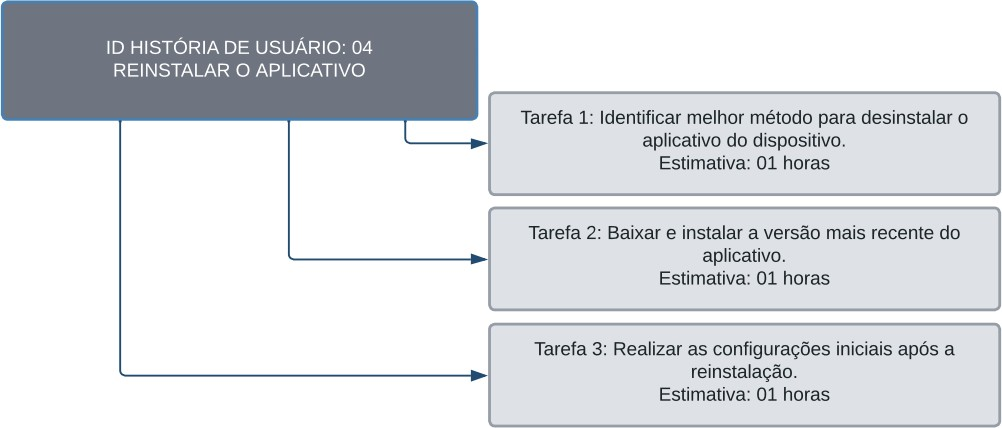 ID HISTÓRIA DE USUÁRIO: 04
REINSTALAR O APLICATIVO
Tarefa 1: Identificar melhor método para desinstalar o
aplicativo do dispositivo.
Estimativa: 01 horas
Tarefa 2: Baixar e instalar a versão mais recente do
aplicativo.
Estimativa: 01 horas
Tarefa 3: Realizar as configurações iniciais após a
reinstalação.
Estimativa: 01 horas